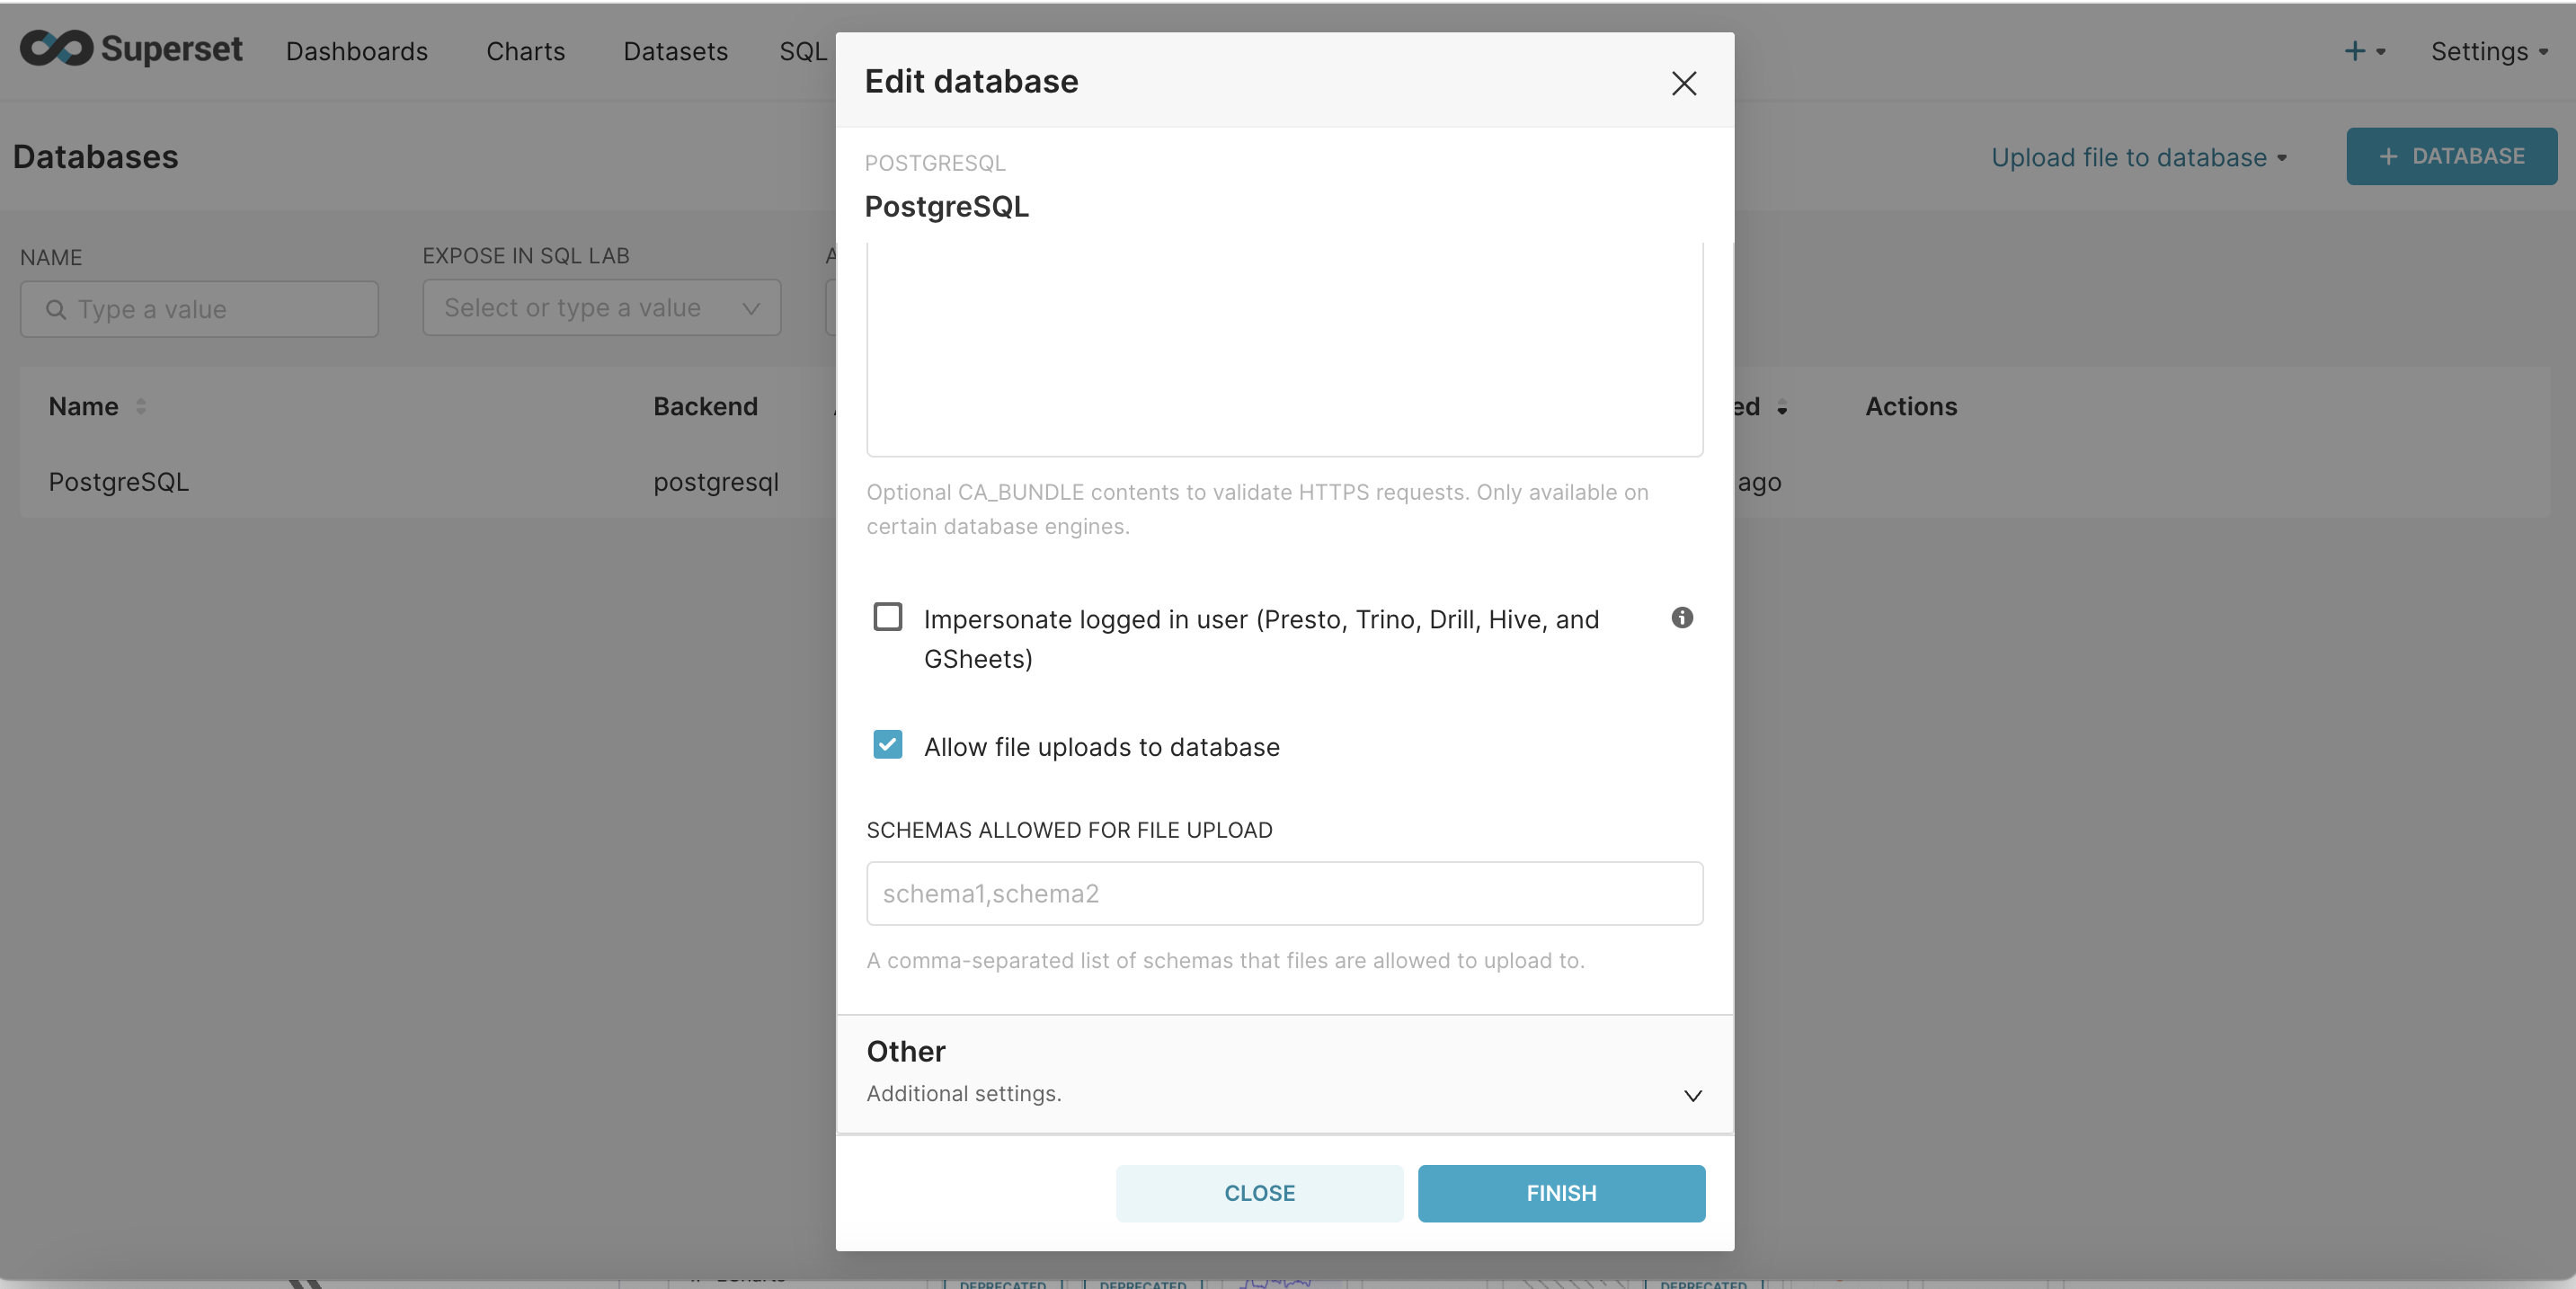 Superset
Dashboards
Charts
Datasets
SQL
Settings
Databases
Upload file to database
+ DATABASE
NAME
Type a value
EXPOSE IN SQL LAB
Select or type a value
Name
Backend
Actions
PostgreSQL
postgresql
ago
Edit database
POSTGRESQL
PostgreSQL
Optional CA_BUNDLE contents to validate HTTPS requests. Only available on
certain database engines.
Impersonate logged in user (Presto, Trino, Drill, Hive, and
GSheets)
Allow file uploads to database
SCHEMAS ALLOWED FOR FILE UPLOAD
schema1,schema2
A comma-separated list of schemas that files are allowed to upload to.
Other
Additional settings.
CLOSE
FINISH
DEPRECATED
DEPRECATED
DEPRECATED